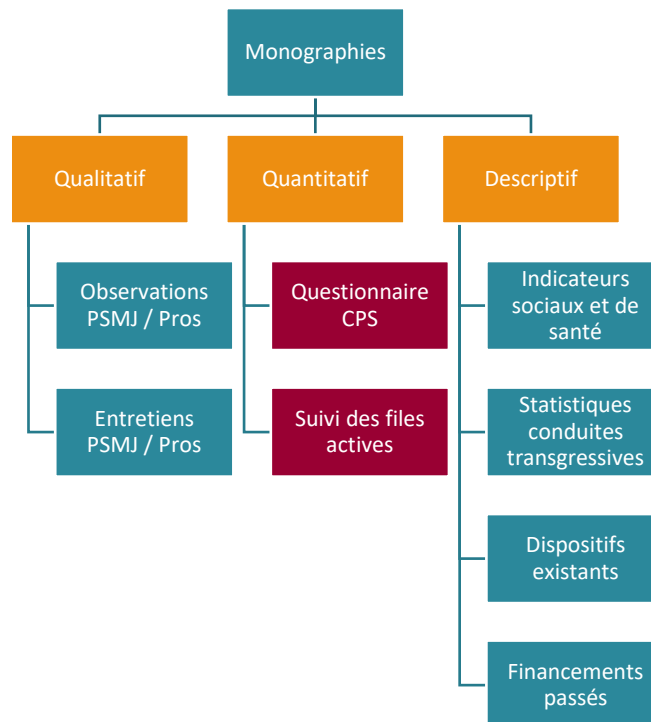 Monographies
Qualitatif
Quantitatif
Descriptif
Observations
PSMJ / Pros
Entretiens
PSMJ / Pros
Questionnaire
CPS
Suivi des files
actives
Indicateurs
sociaux et de
santé
Statistiques
conduites
transgressives
Dispositifs
existants
Financements
passés